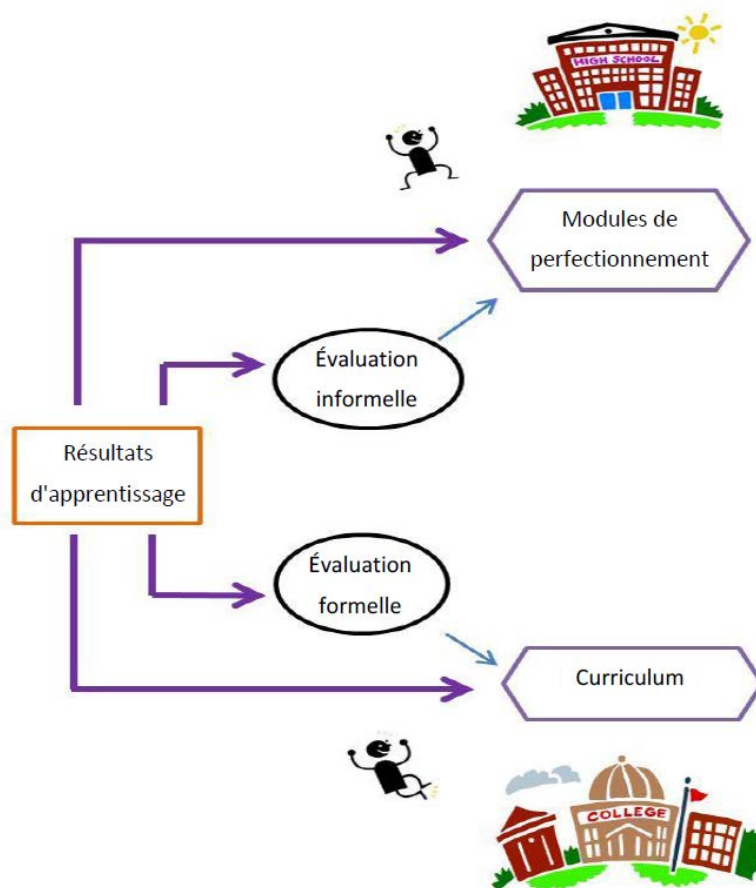 HIGH SCHOOL
Modules de
perfectionnement
Évaluation
informelle
Résultats
d'apprentissage
Évaluation
formelle
Curriculum
COLLEGE